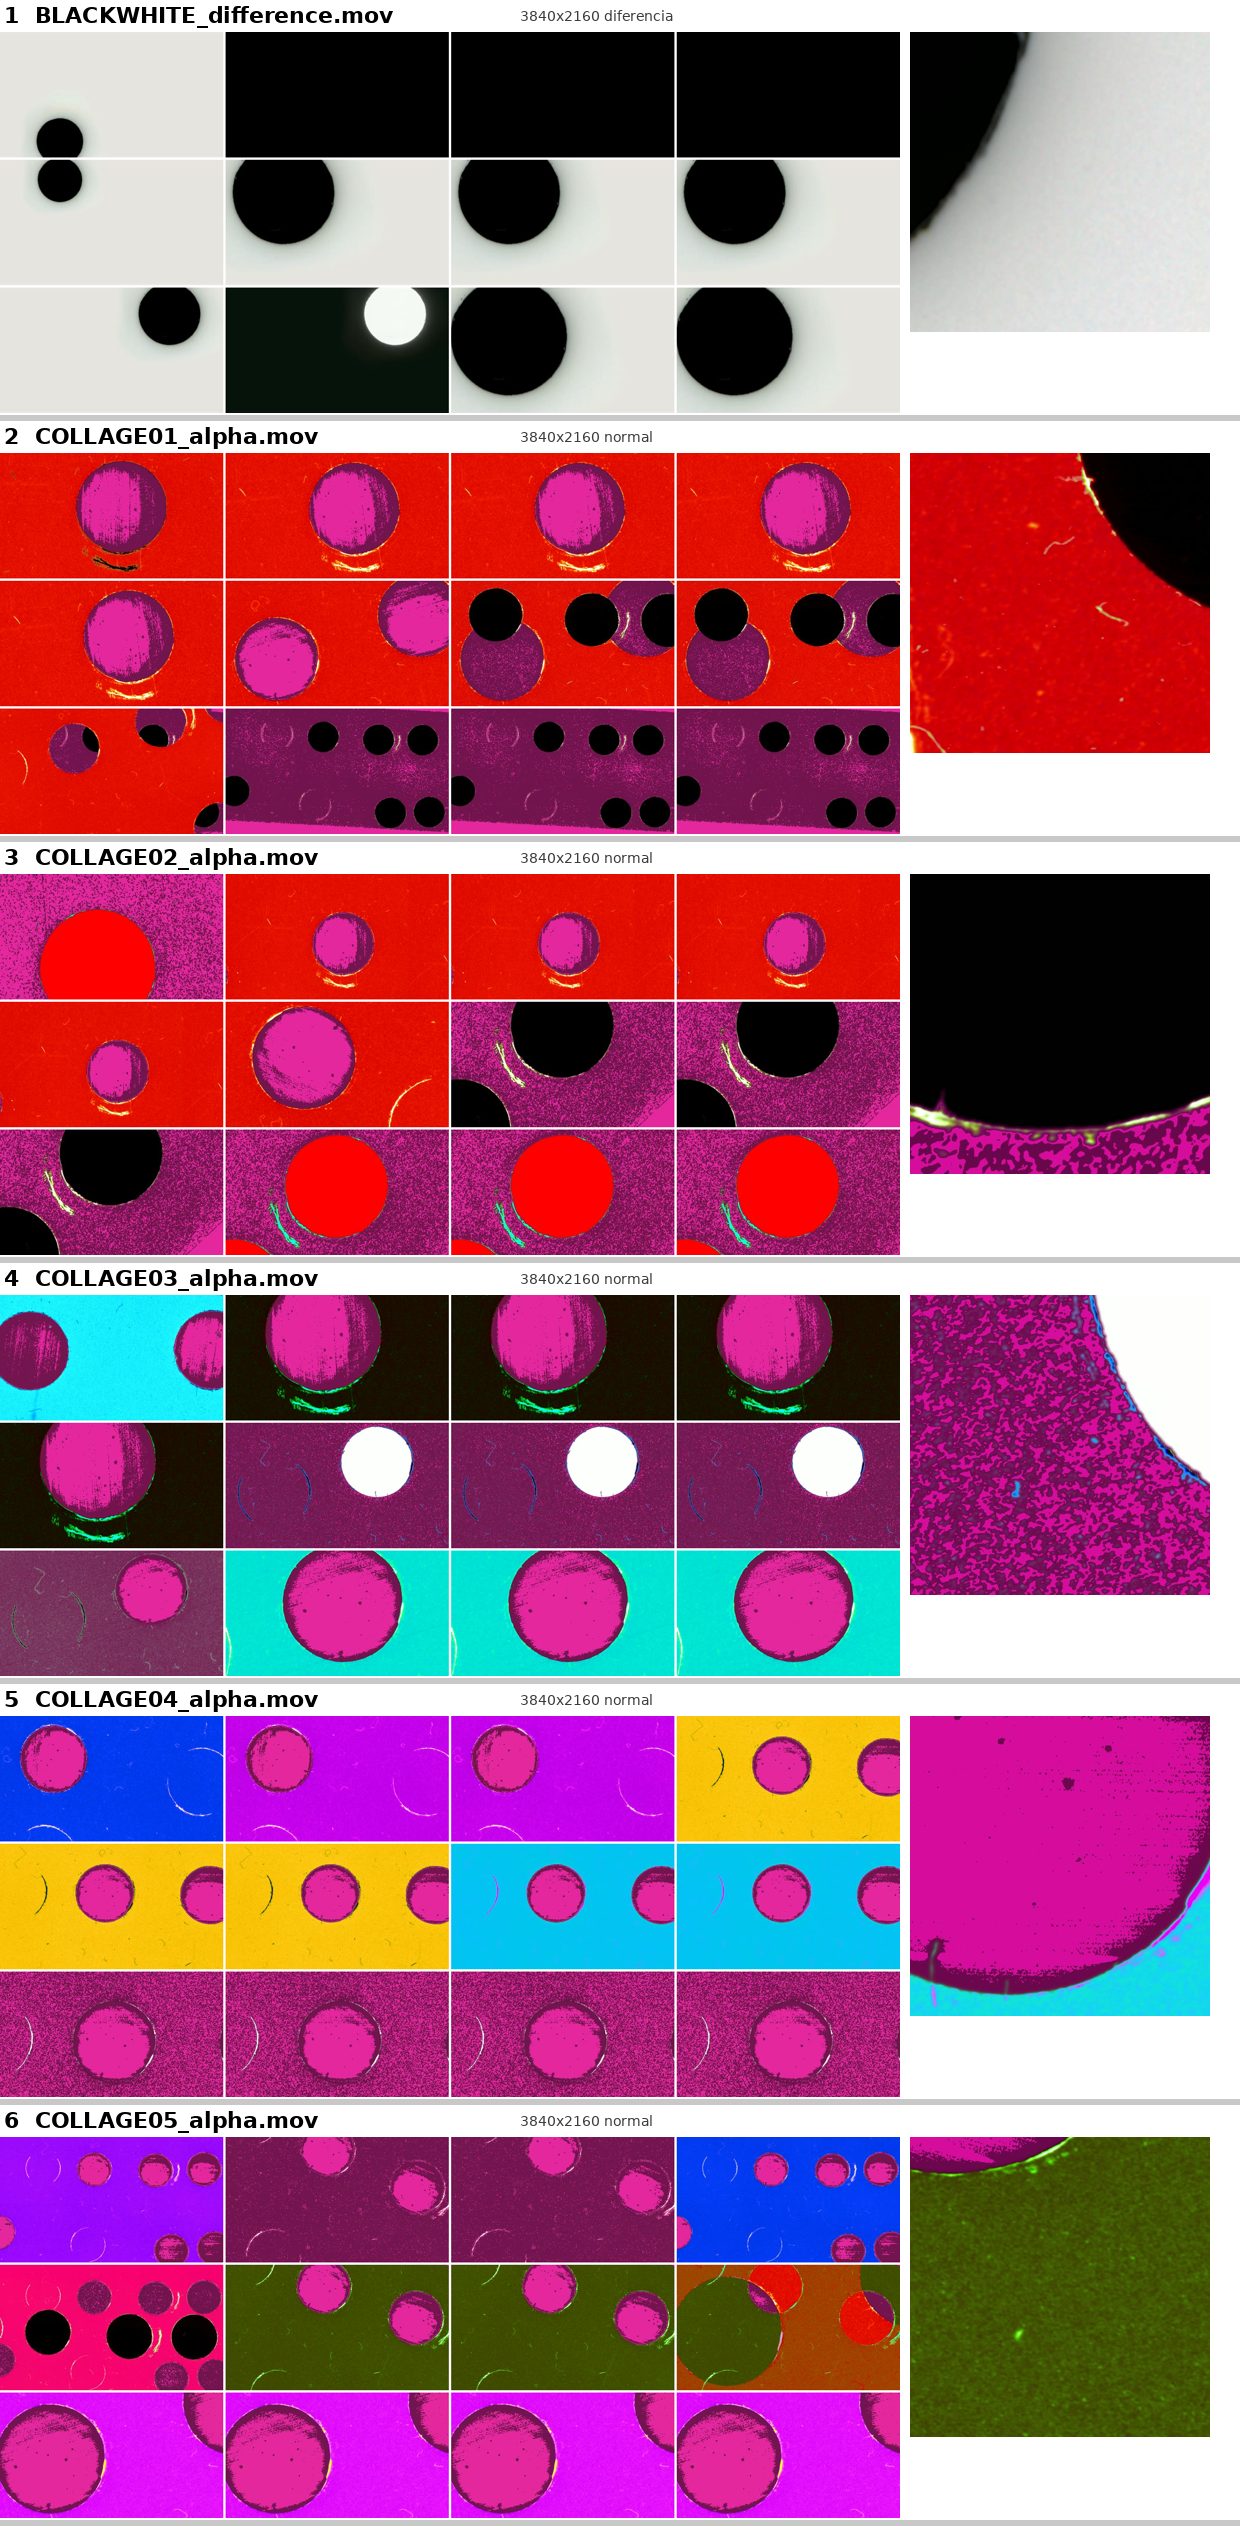 1 BLACKWHITE_difference.mov 3840x2160 diferencia
2 COLLAGE01_alpha.mov 3840x2160 normal
3 COLLAGE02_alpha.mov 3840x2160 normal
4 COLLAGE03_alpha.mov 3840x2160 normal
5 COLLAGE04_alpha.mov 3840x2160 normal
6 COLLAGE05_alpha.mov 3840x2160 normal